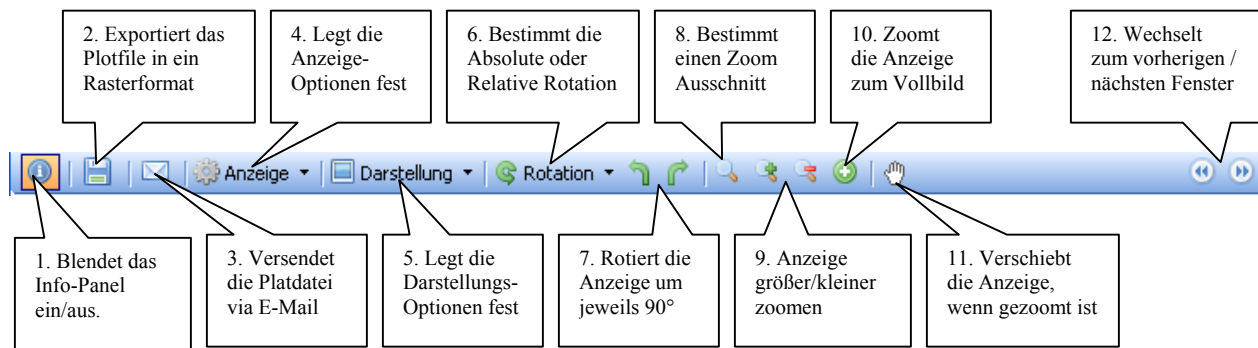 2. Exportiert das
Plotfile in ein
Rasterformat
4. Legt die
Anzeige-
Optionen fest
6. Bestimmt die
Absolute oder
Relative Rotation
8. Bestimmt
einen Zoom
Ausschnitt
10. Zoomt
die Anzeige
zum Vollbild
12. Wechselt
zum vorherigen /
nächsten Fenster
Anzeige
Darstellung
Rotation
1. Blendet das
Info-Panel
ein/aus.
3. Versendet
die Platdatei
via E-Mail
5. Legt die
Darstellungs-
Optionen fest
7. Rotiert die
Anzeige um
jeweils 90°
9. Anzeige
größer/kleiner
zoomen
11. Verschiebt
die Anzeige,
wenn gezoomt ist